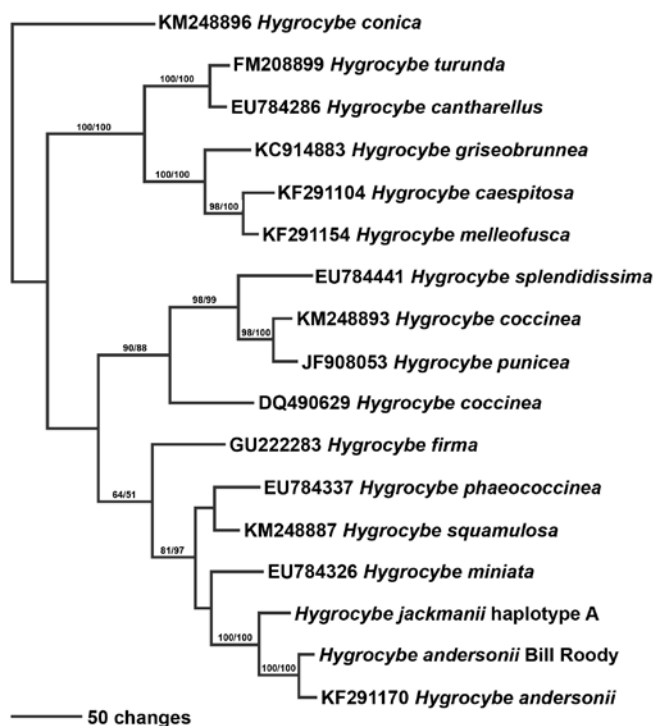 KM248896 Hygrocybe conica
FM208899 Hygrocybe turunda
100/100
EU784286 Hygrocybe cantharellus
100/100
KC914883 Hygrocybe griseobrunnea
100/100
KF291104 Hygrocybe caespitosa
98/100
KF291154 Hygrocybe melleofusca
EU784441 Hygrocybe splendidissima
98/99
KM248893 Hygrocybe coccinea
98/100
90/88
JF908053 Hygrocybe punicea
DQ490629 Hygrocybe coccinea
GU222283 Hygrocybe firma
EU784337 Hygrocybe phaeococcinea
64/51
KM248887 Hygrocybe squamulosa
81/97
EU784326 Hygrocybe miniata
Hygrocybe jackmanii haplotype A
100/100
Hygrocybe andersonii Bill Roody
100/100
KF291170 Hygrocybe andersonii
50 changes